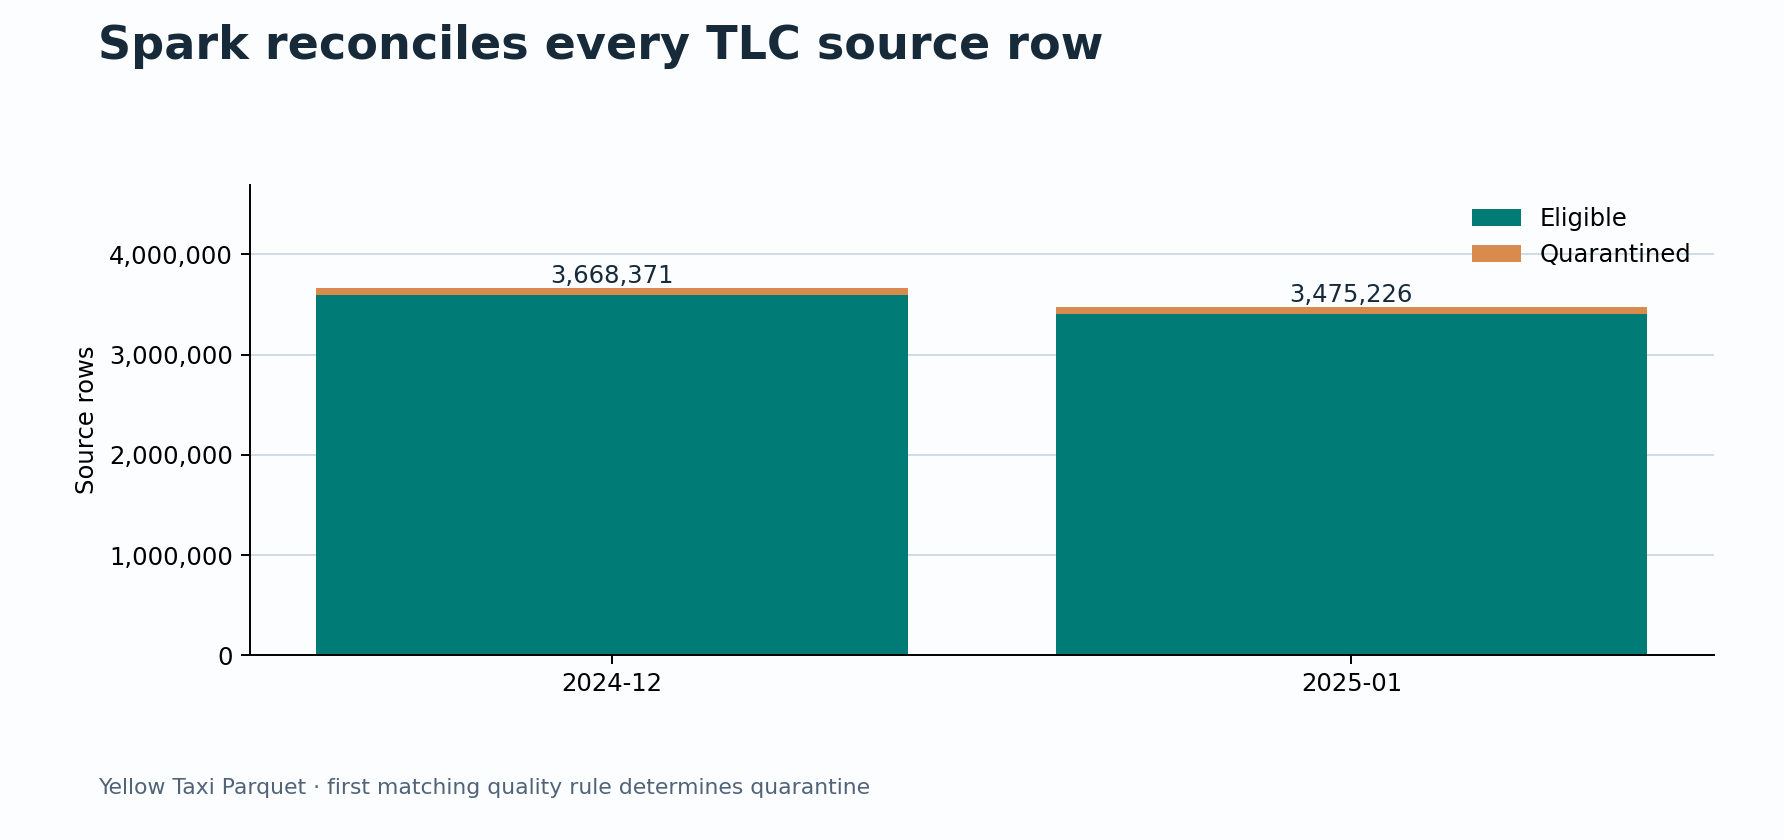 Spark reconciles every TLC source row
Eligible
Quarantined
4,000,000
3,000,000
2,000,000
1,000,000
0
Source rows
3,668,371
3,475,226
2024-12
2025-01
Yellow Taxi Parquet · first matching quality rule determines quarantine